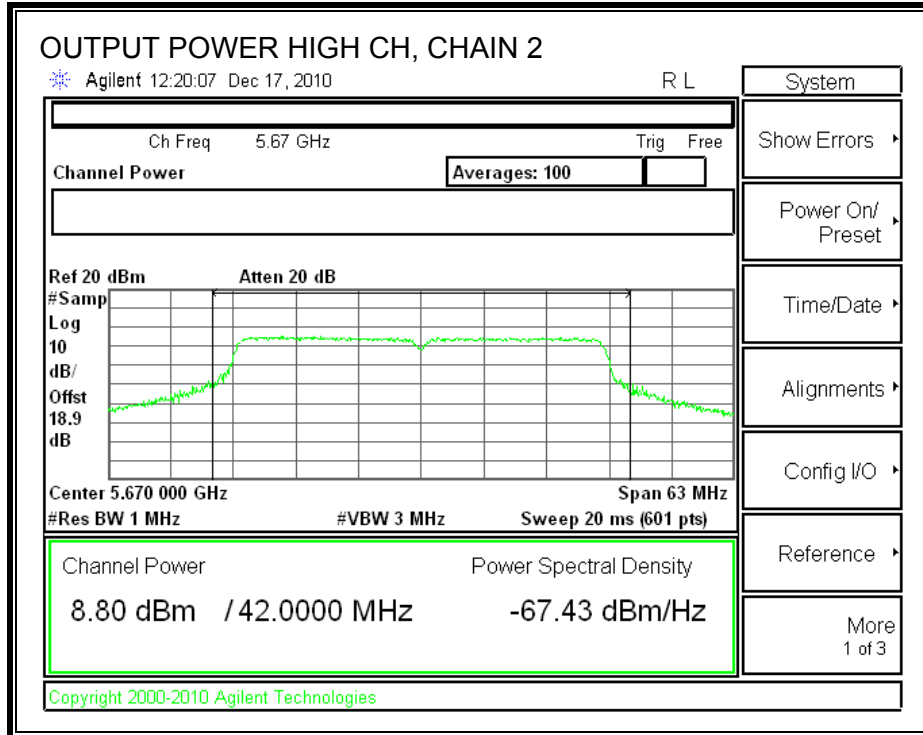 OUTPUT POWER HIGH CH, CHAIN 2
Agilent 12:20:07 Dec 17, 2010 R L System
Ch Freq 5.67 GHz Trig Free
Show Errors
Channel Power Averages: 100
Power On/
Preset
Ref 20 dBm Atten 20 dB
#Samp
Log
10
dB/
Offst
18.9
dB
Time/Date
Alignments
Config I/O
Center 5.670 000 GHz Span 63 MHz
#Res BW 1 MHz #VBW 3 MHz Sweep 20 ms (601 pts)
Channel Power Power Spectral Density
Reference
8.80 dBm / 42.0000 MHz -67.43 dBm/Hz
More
1 of 3
Copyright 2000-2010 Agilent Technologies